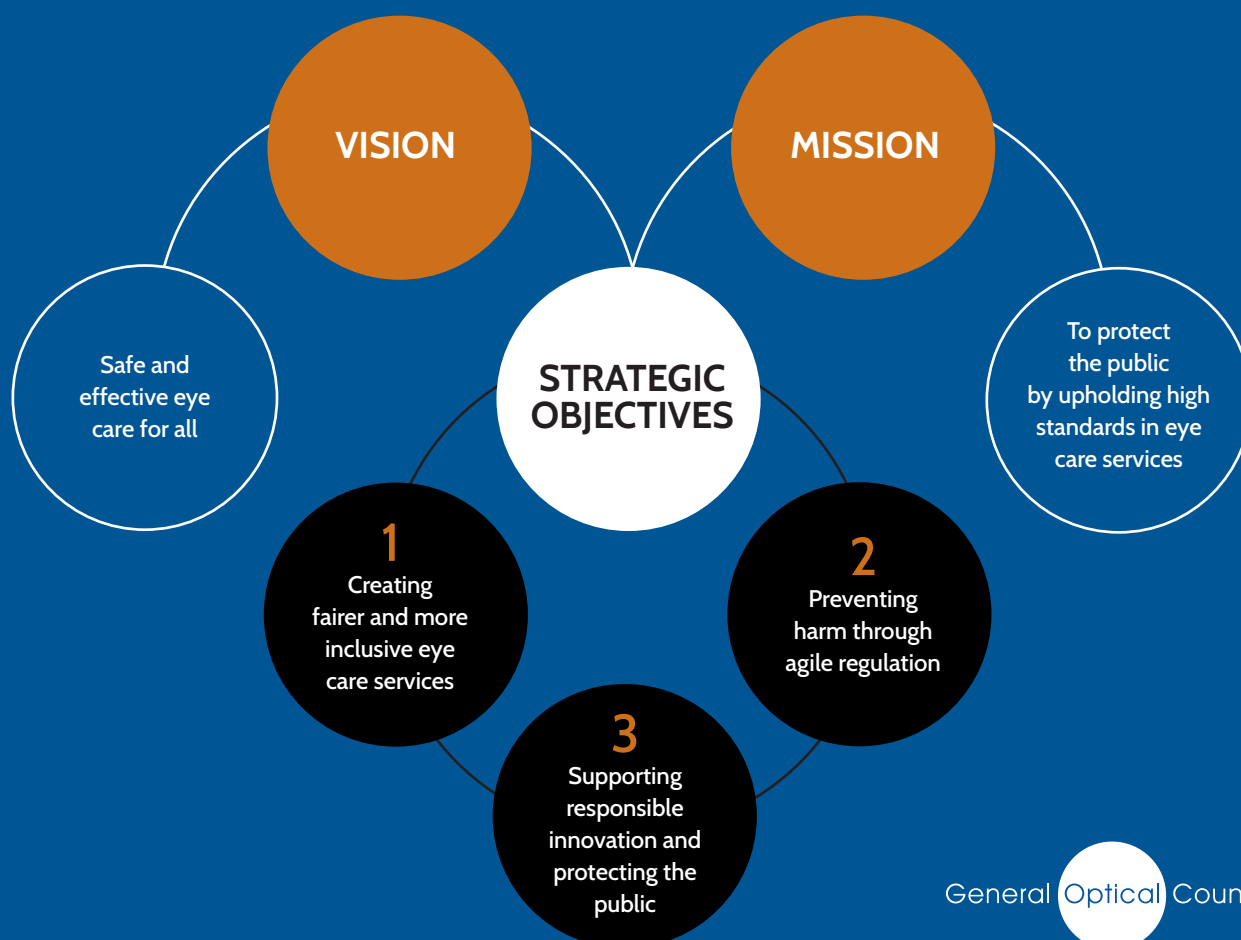 VISION
MISSION
Safe and
effective eye
care for all
STRATEGIC
OBJECTIVES
To protect
the public
by upholding high
standards in eye
care services
1
Creating
fairer and more
inclusive eye
care services
2
Preventing
harm through
agile regulation
3
Supporting
responsible
innovation and
protecting the
public
General Optical Coun